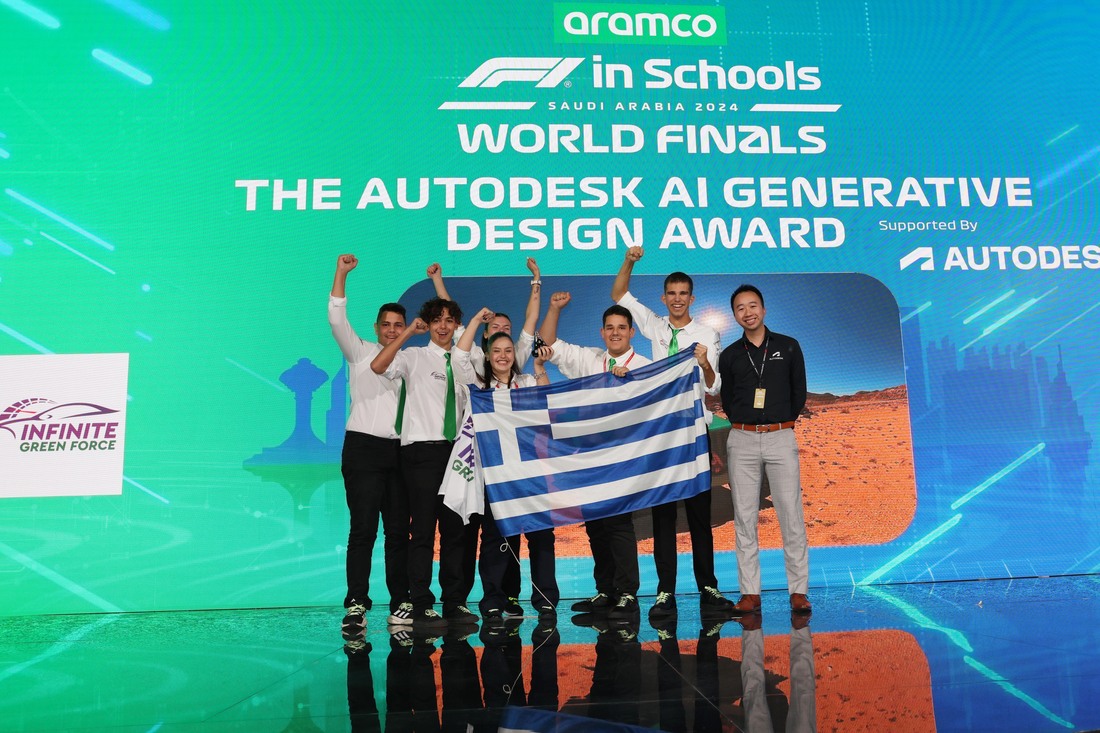 aramco
F1® in Schools
SAUDI ARABIA 2024
WORLD FINALS
THE AUTODESK AI GENERATIVE
DESIGN AWARD
Supported By
AUTODES
INFINITE
GREEN FORCE